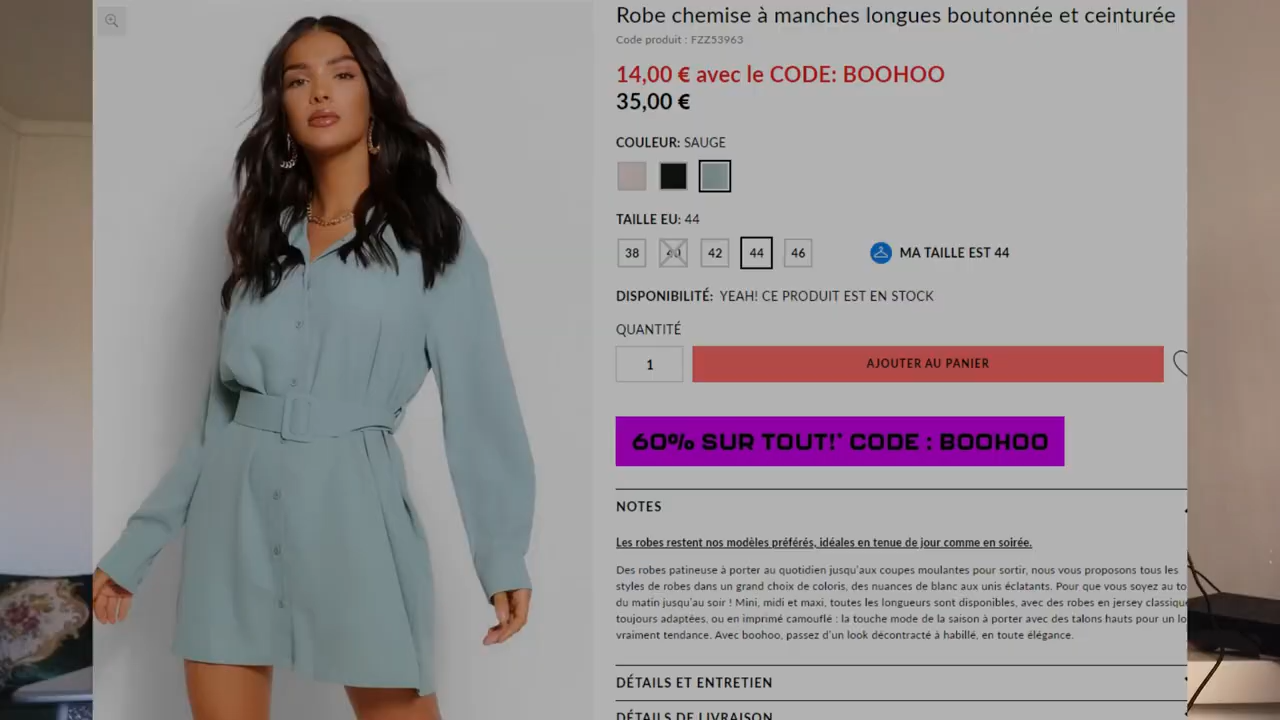 Robe chemise à manches longues boutonnée et ceinturée
Code produit : FZZ53963
14,00 € avec le CODE: BOOHOO
35,00 €
COULEUR: SAUGE
TAILLE EU: 44
38 40 42 44 46 MA TAILLE EST 44
DISPONIBILITÉ: YEAH! CE PRODUIT EST EN STOCK
QUANTITÉ
1 AJOUTER AU PANIER
60% SUR TOUT!* CODE : BOOHOO
NOTES
Les robes restent nos modèles préférés, idéales en tenue de jour comme en soirée.
Des robes patineuse à porter au quotidien jusqu'aux coupes moulantes pour sortir, nous vous proposons tous les
styles de robes dans un grand choix de coloris, des nuances de blanc aux unis éclatants. Pour que vous soyez au to
du matin jusqu'au soir ! Mini, midi et maxi, toutes les longueurs sont disponibles, avec des robes en jersey classique
toujours adaptées, ou en imprimé camouflé : la touche mode de la saison à porter avec des talons hauts pour un lo
vraiment tendance. Avec boohoo, passez d'un look décontracté à habillé, en toute élégance.
DÉTAILS ET ENTRETIEN
DÉTAILS DE LIVRAISON